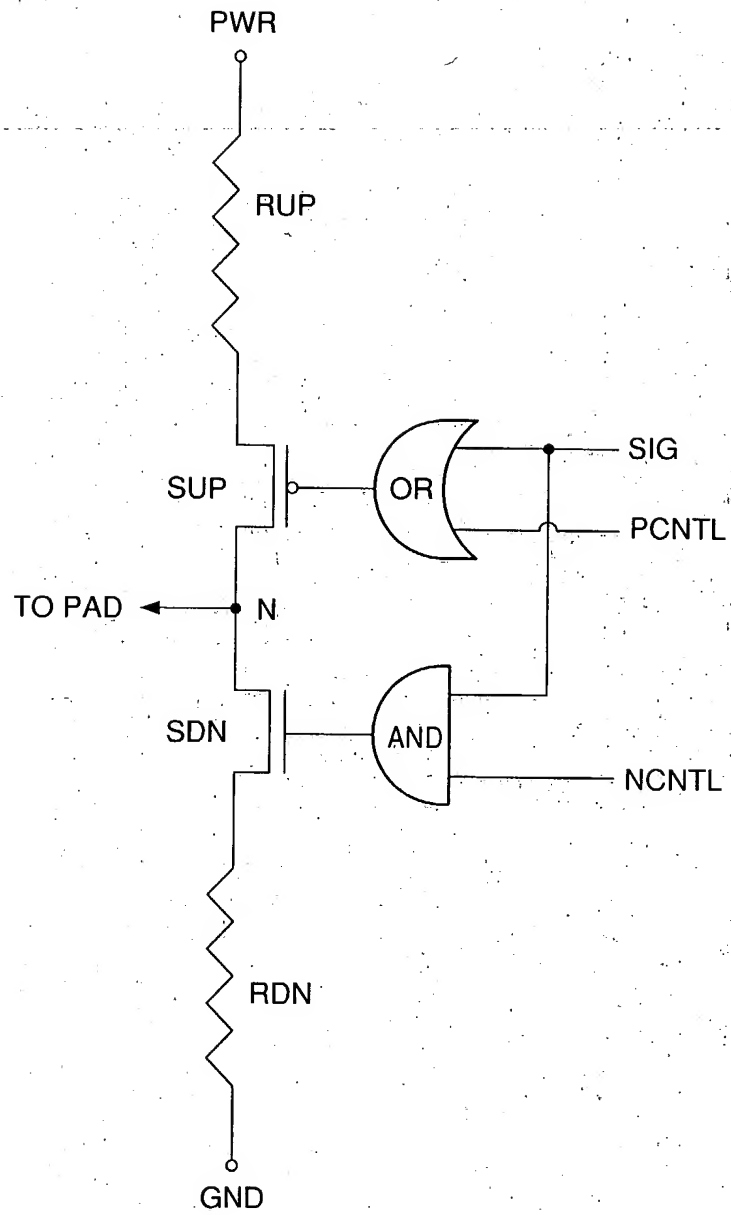 PWR
RUP
SUP
OR
SIG
PCNTL
TO PAD
N
SDN
AND
NCNTL
RDN
GND